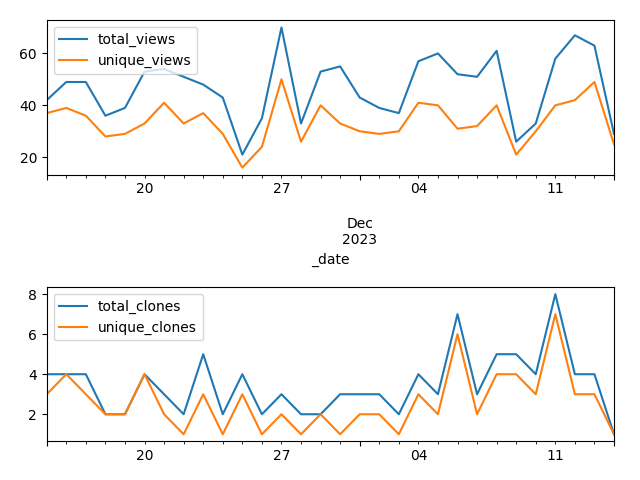 total_views
unique_views
60
40
20
20 27 04 11
Dec
2023
_date
total_clones
unique_clones
8
6
4
2
20 27 04 11